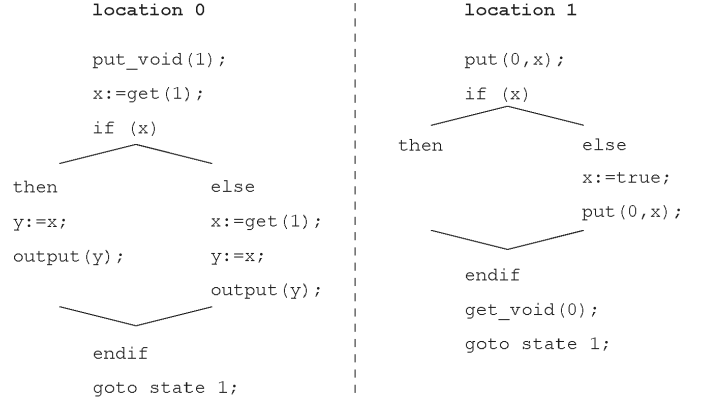 location 0
put_void(1);
x:=get(1);
if (x)
then
y:=x;
output(y);
else
x:=get(1);
y:=x;
output(y);
endif
goto state 1;
location 1
put(0,x);
if (x)
then
else
x:=true;
put(0,x);
endif
get_void(0);
goto state 1;